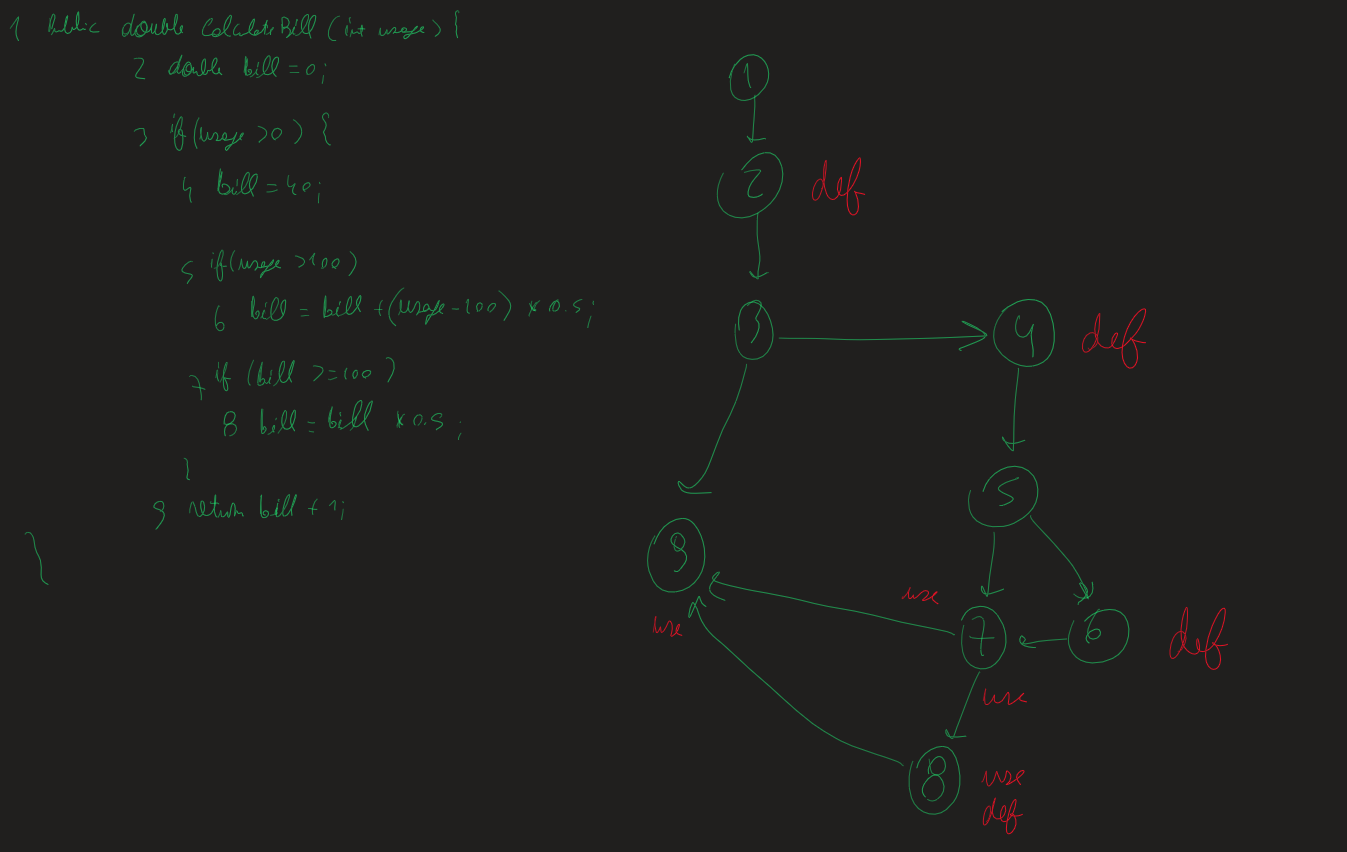 1 Public double CalculateBill (int usage) {
2 double bill = 0;
3 if (usage > 0) {
4 bill = 40;
5 if (usage > 100)
6 bill = bill + (usage - 100) * 0.5;
7 if (bill >= 100)
8 bill = bill * 0.5;
}
9 return bill + 1;
}
1
2 def
3
4 def
5
9
use
use
7
6
def
use
8
use
def